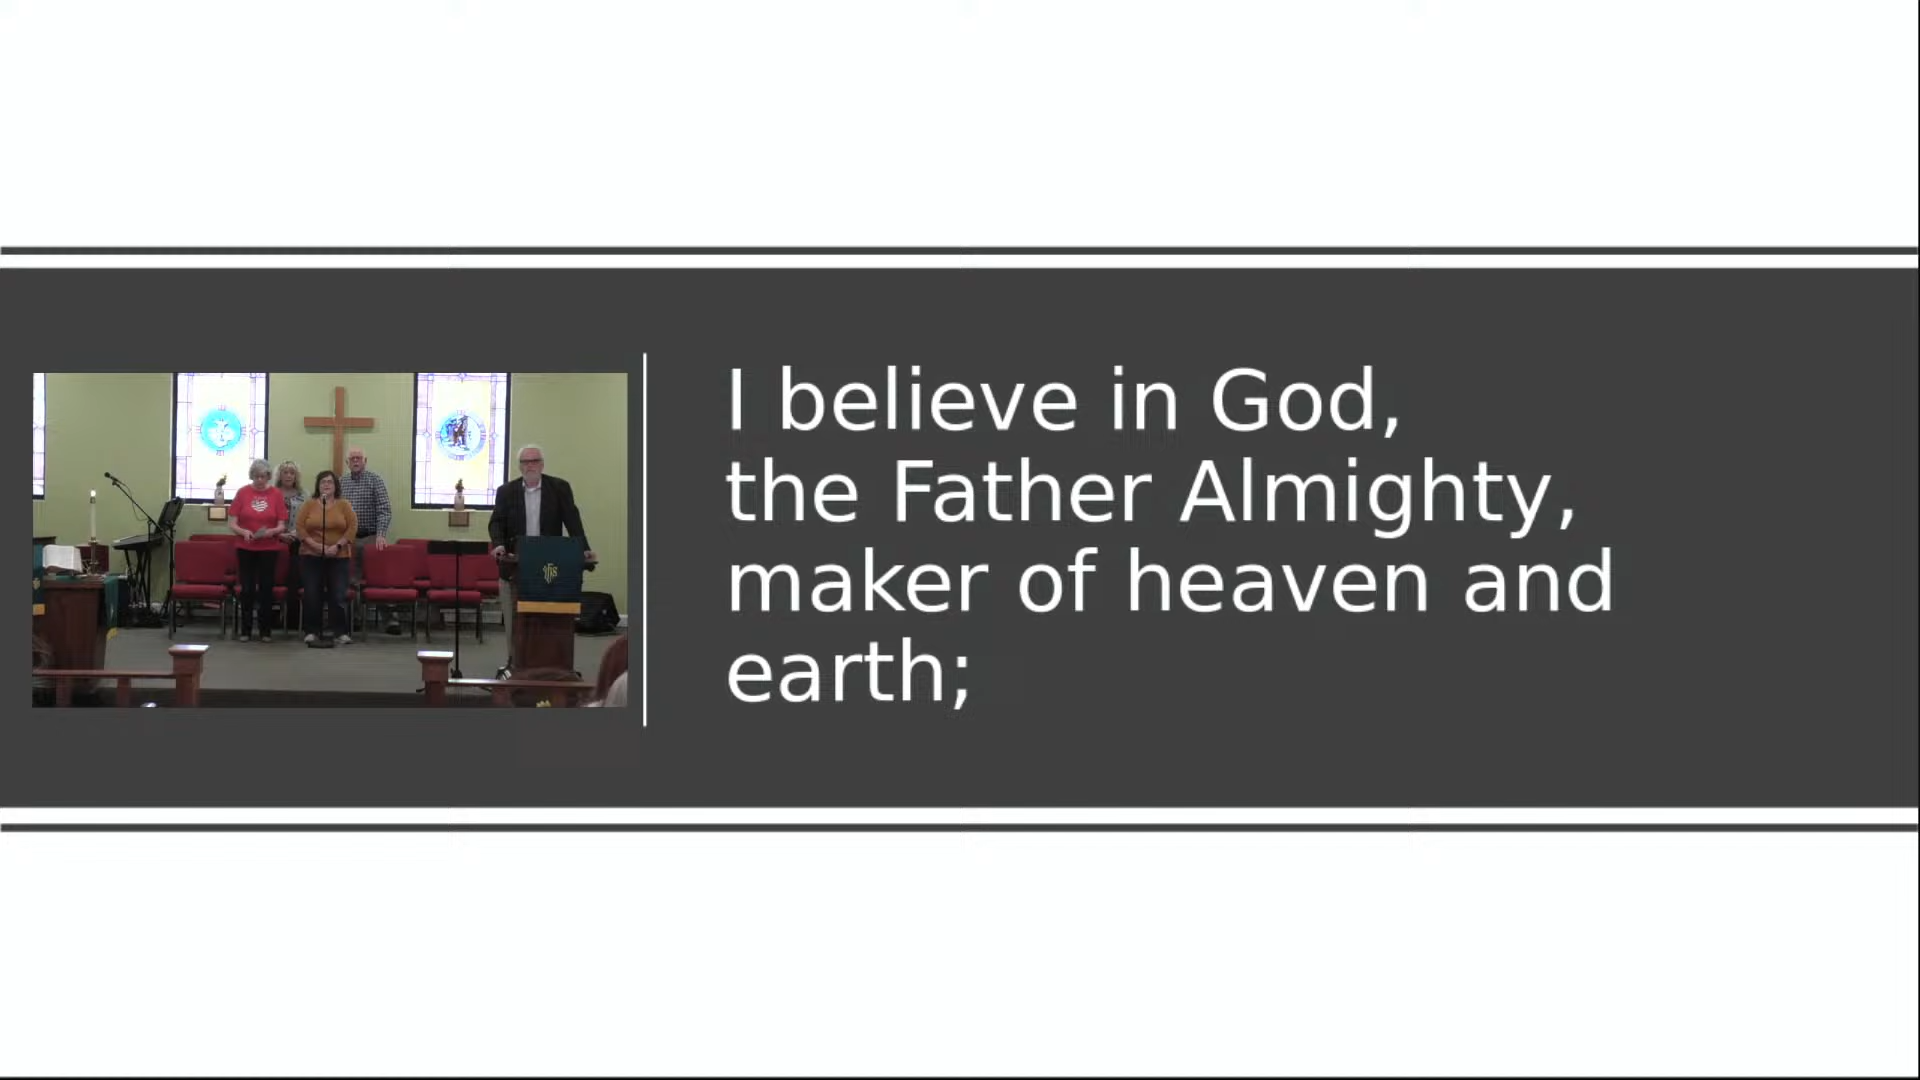 I believe in God,
the Father Almighty,
maker of heaven and
earth;